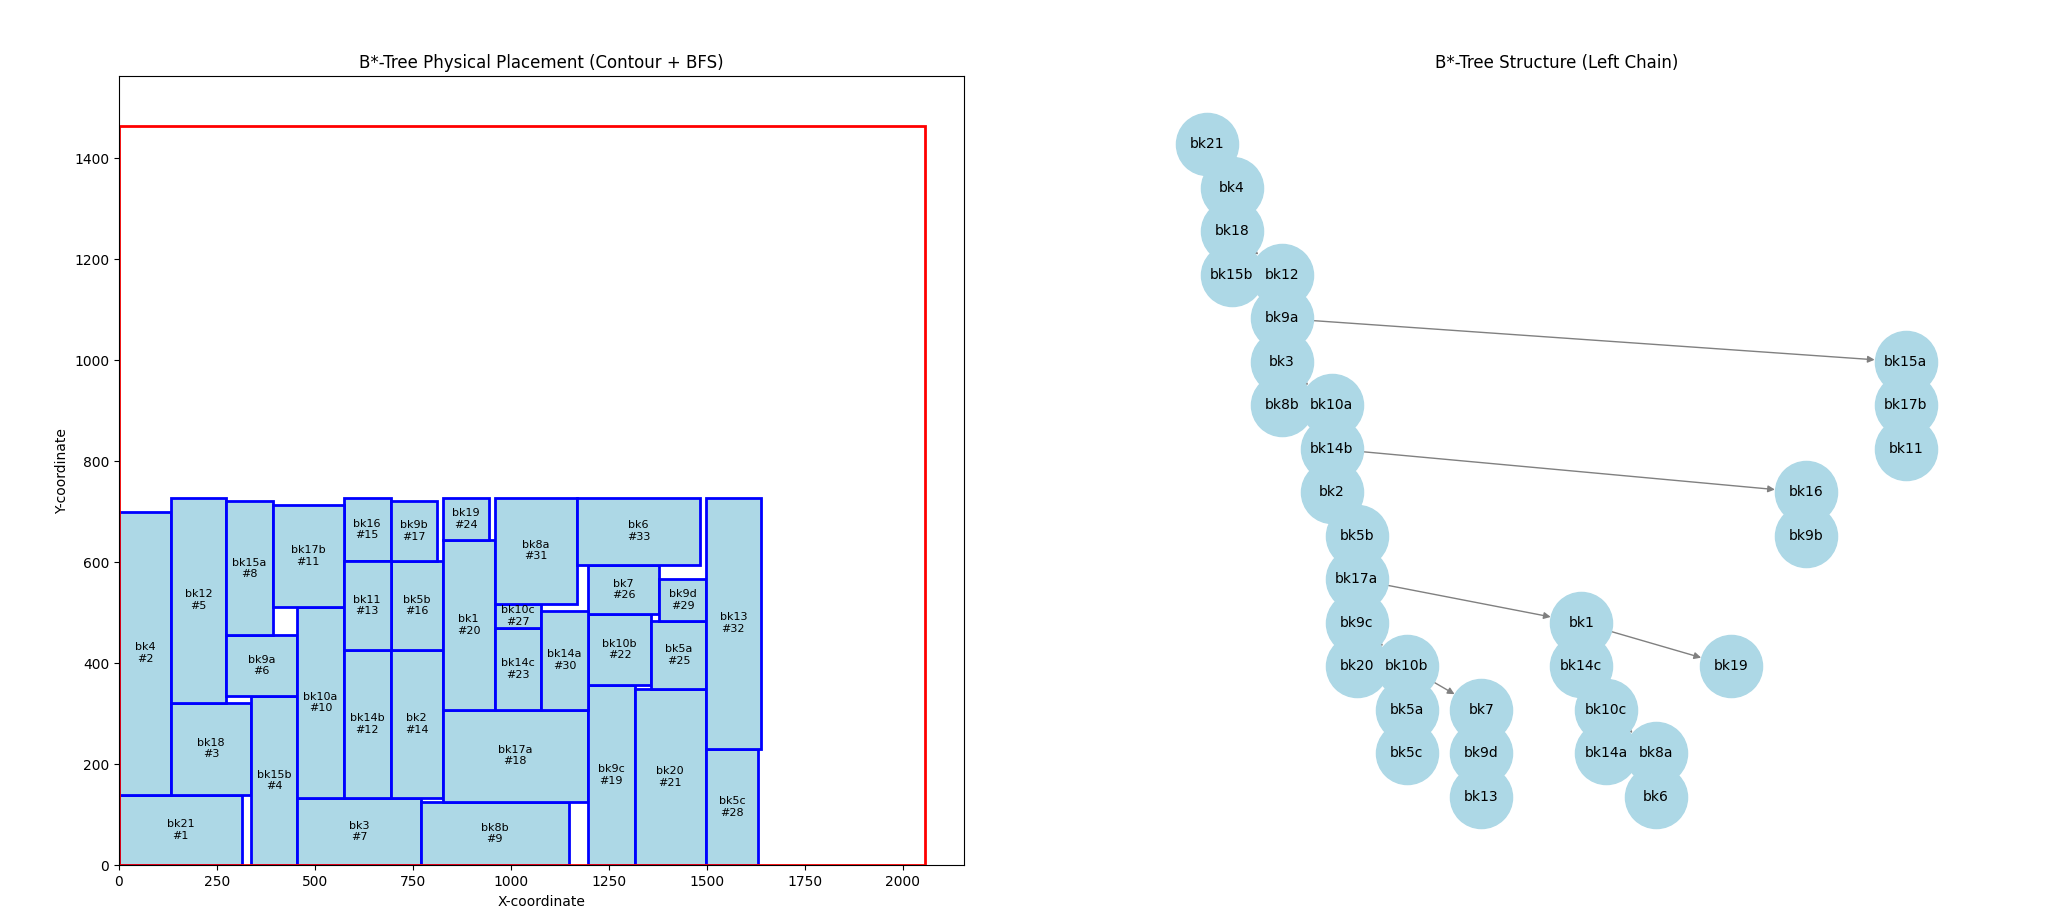 B*-Tree Physical Placement (Contour + BFS)
Y-coordinate
1400
1200
1000
800
600
400
200
0
0
250
500
750
1000
1250
1500
1750
2000
X-coordinate
bk21
#1
bk4
#2
bk18
#3
bk15b
#4
bk12
#5
bk9a
#6
bk3
#7
bk15a
#8
bk8b
#9
bk10a
#10
bk17b
#11
bk14b
#12
bk11
#13
bk2
#14
bk16
#15
bk5b
#16
bk9b
#17
bk17a
#18
bk9c
#19
bk1
#20
bk20
#21
bk10b
#22
bk14c
#23
bk19
#24
bk5a
#25
bk7
#26
bk10c
#27
bk5c
#28
bk9d
#29
bk14a
#30
bk8a
#31
bk13
#32
bk6
#33
B*-Tree Structure (Left Chain)
bk21
bk4
bk18
bk15b
bk12
bk9a
bk3
bk15a
bk8b
bk10a
bk17b
bk14b
bk11
bk2
bk16
bk5b
bk9b
bk17a
bk9c
bk1
bk20
bk10b
bk14c
bk19
bk5a
bk7
bk10c
bk5c
bk9d
bk14a
bk8a
bk13
bk6